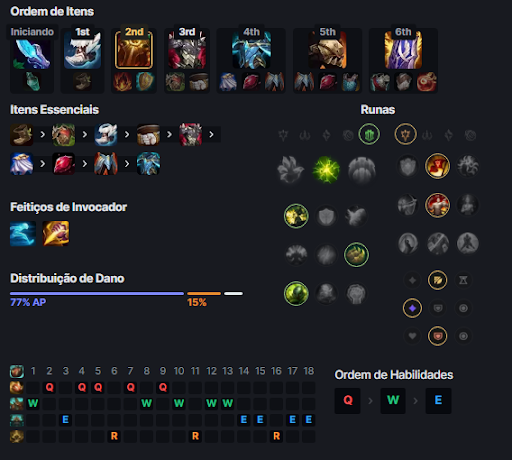 Ordem de Itens
Iniciando 1st 2nd 3rd 4th 5th 6th
Itens Essenciais
Runas
Feitiços de Invocador
Distribuição de Dano
77% AP 15%
1 2 3 4 5 6 7 8 9 10 11 12 13 14 15 16 17 18
Q Q Q Q Q
W W W W W
E E E E E
R R R
Ordem de Habilidades
Q > W > E